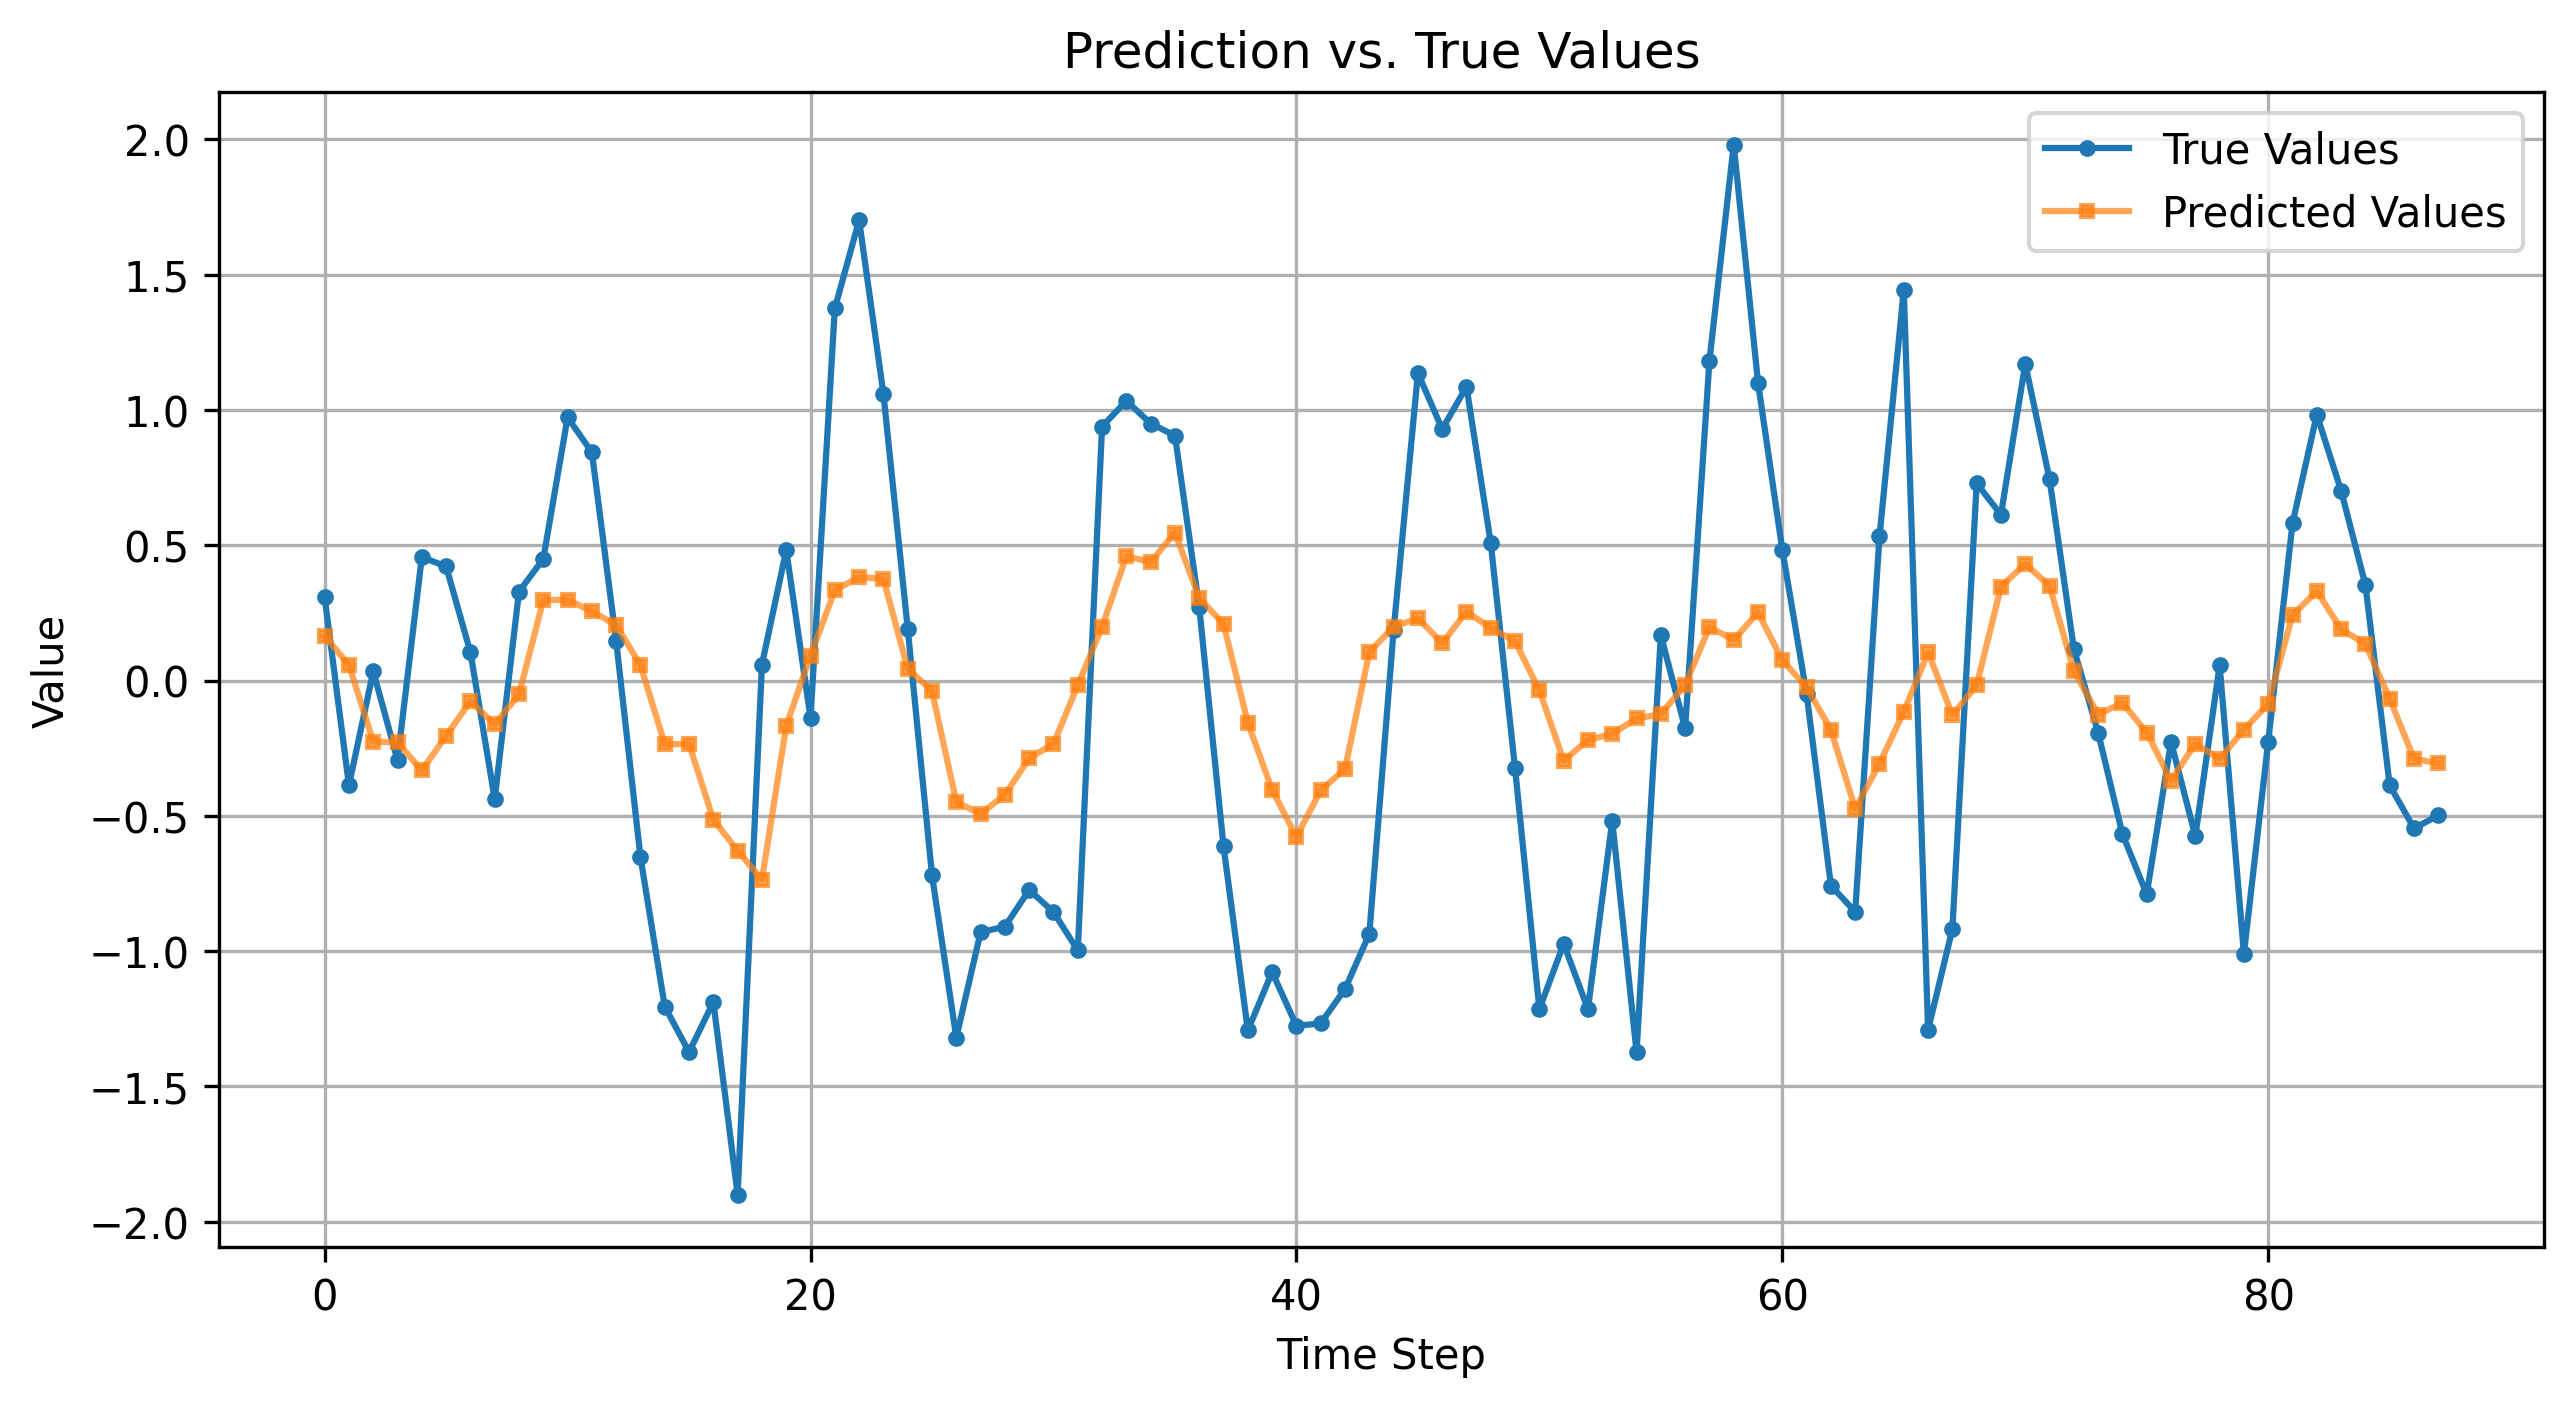 Prediction vs. True Values
True Values
Predicted Values
Value
2.0
1.5
1.0
0.5
0.0
−0.5
−1.0
−1.5
−2.0
0 20 40 60 80
Time Step